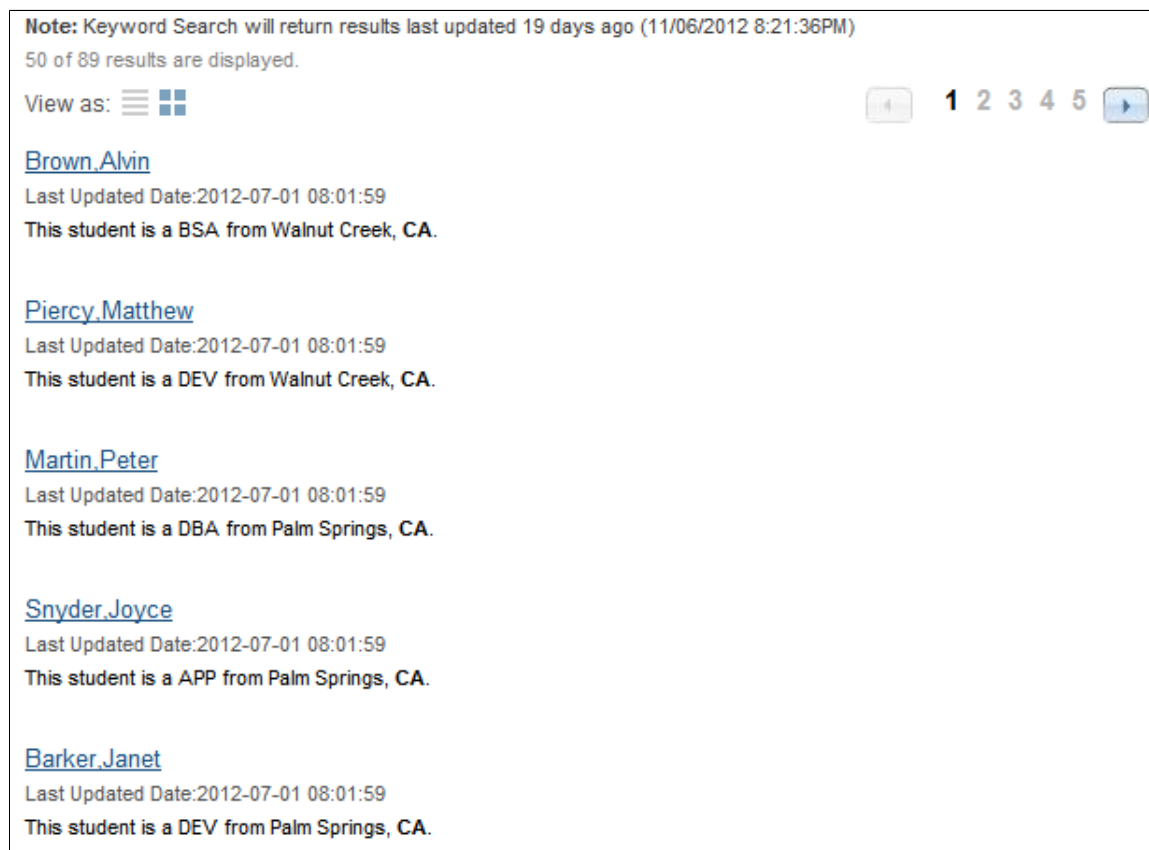 Note: Keyword Search will return results last updated 19 days ago (11/06/2012 8:21:36PM)
50 of 89 results are displayed.
View as: 1 2 3 4 5
Brown,Alvin
Last Updated Date:2012-07-01 08:01:59
This student is a BSA from Walnut Creek, CA.
Piercy,Matthew
Last Updated Date:2012-07-01 08:01:59
This student is a DEV from Walnut Creek, CA.
Martin,Peter
Last Updated Date:2012-07-01 08:01:59
This student is a DBA from Palm Springs, CA.
Snyder,Joyce
Last Updated Date:2012-07-01 08:01:59
This student is a APP from Palm Springs, CA.
Barker,Janet
Last Updated Date:2012-07-01 08:01:59
This student is a DEV from Palm Springs, CA.